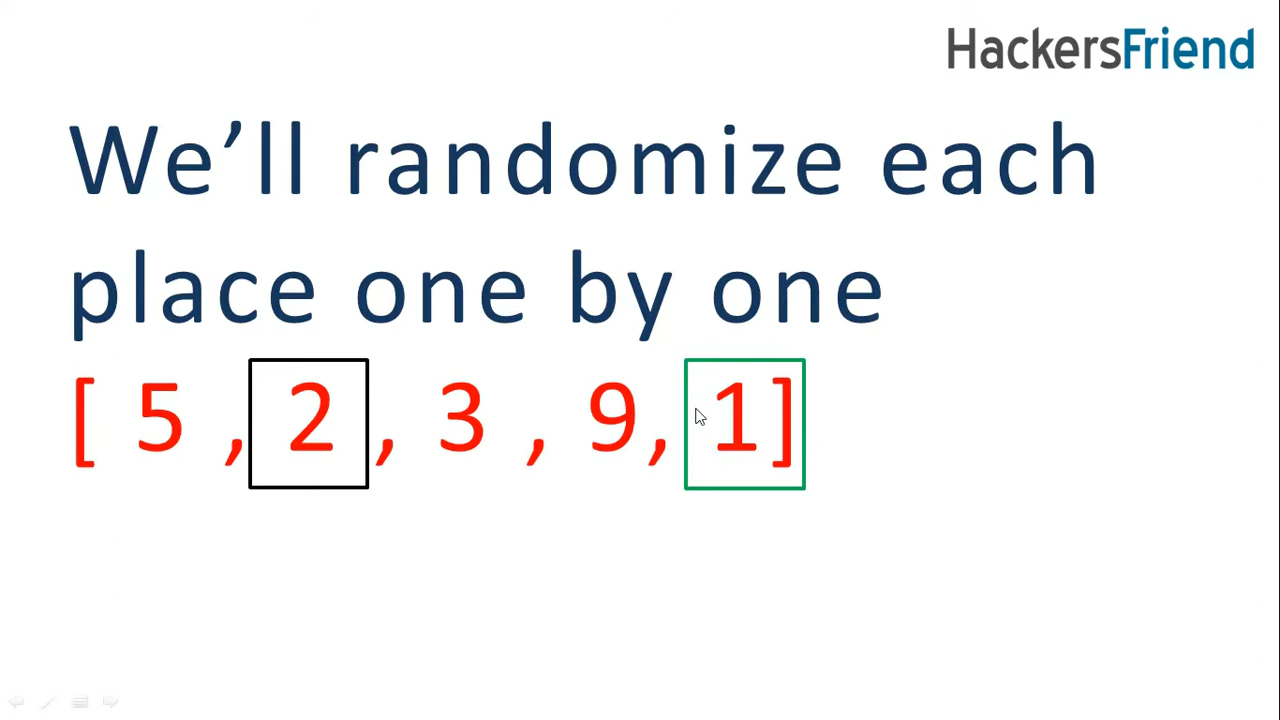 HackersFriend
We’ll randomize each
place one by one
[ 5 , 2 , 3 , 9, 1]